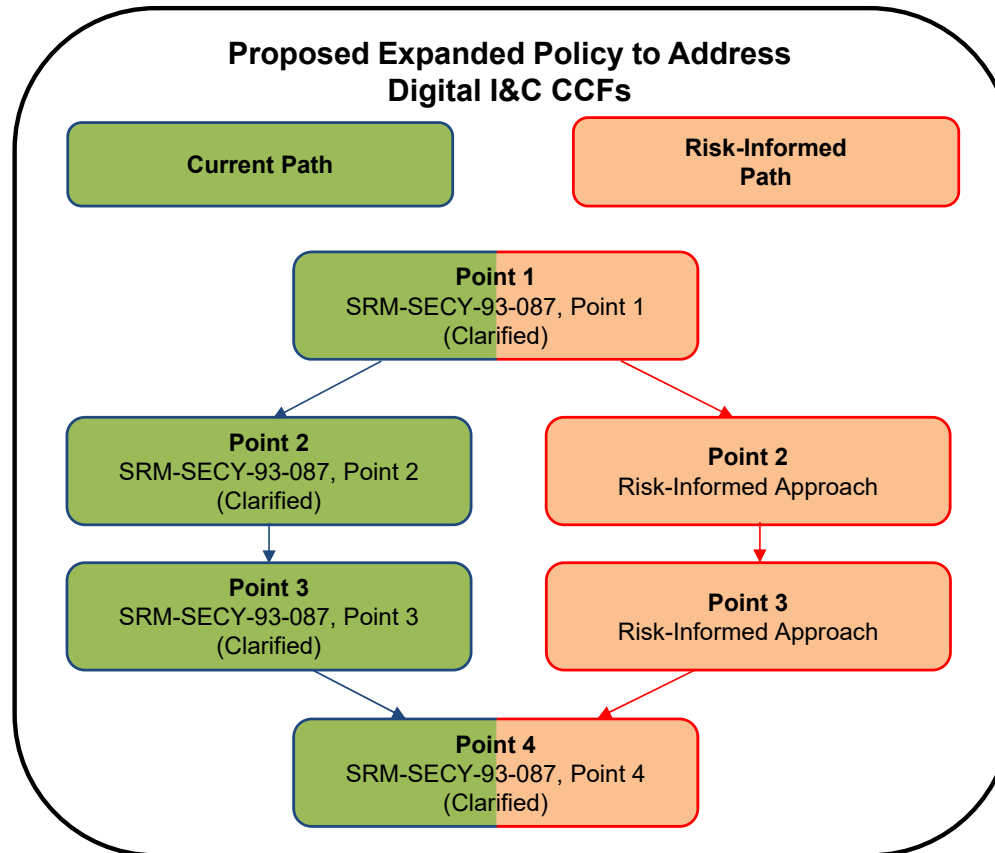 Proposed Expanded Policy to Address
Digital I&C CCFs
Current Path
Risk-Informed
Path
Point 1
SRM-SECY-93-087, Point 1
(Clarified)
Point 2
SRM-SECY-93-087, Point 2
(Clarified)
Point 2
Risk-Informed Approach
Point 3
SRM-SECY-93-087, Point 3
(Clarified)
Point 3
Risk-Informed Approach
Point 4
SRM-SECY-93-087, Point 4
(Clarified)